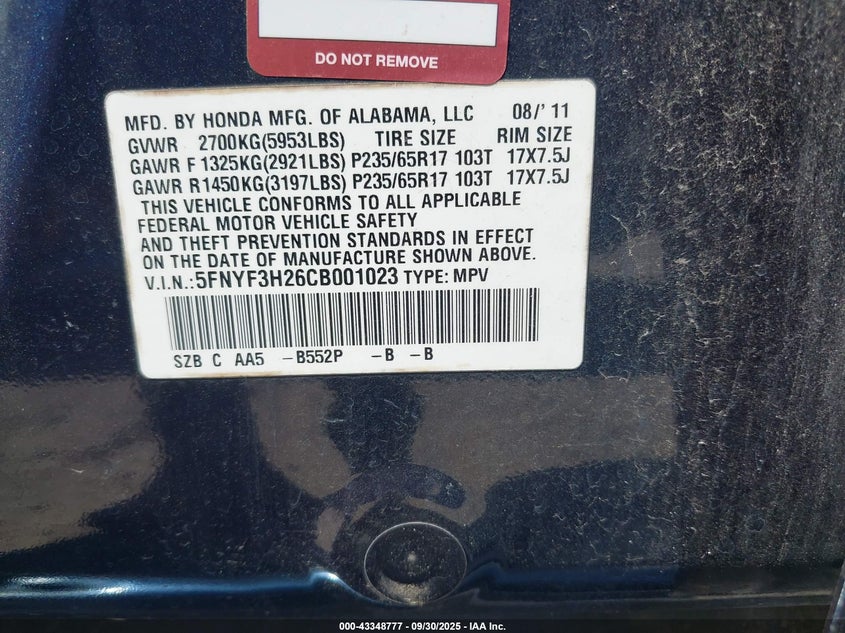 DO NOT REMOVE
MFD. BY HONDA MFG. OF ALABAMA, LLC 08/'11
GVWR 2700KG(5953LBS) TIRE SIZE RIM SIZE
GAWR F1325KG(2921LBS) P235/65R17 103T 17X7.5J
GAWR R1450KG(3197LBS) P235/65R17 103T 17X7.5J
THIS VEHICLE CONFORMS TO ALL APPLICABLE
FEDERAL MOTOR VEHICLE SAFETY
AND THEFT PREVENTION STANDARDS IN EFFECT
ON THE DATE OF MANUFACTURE SHOWN ABOVE.
V.I.N.:5FNYF3H26CB001023 TYPE: MPV
SZB C AA5 -B552P -B -B
000-43348777 - 09/30/2025 - IAA Inc.